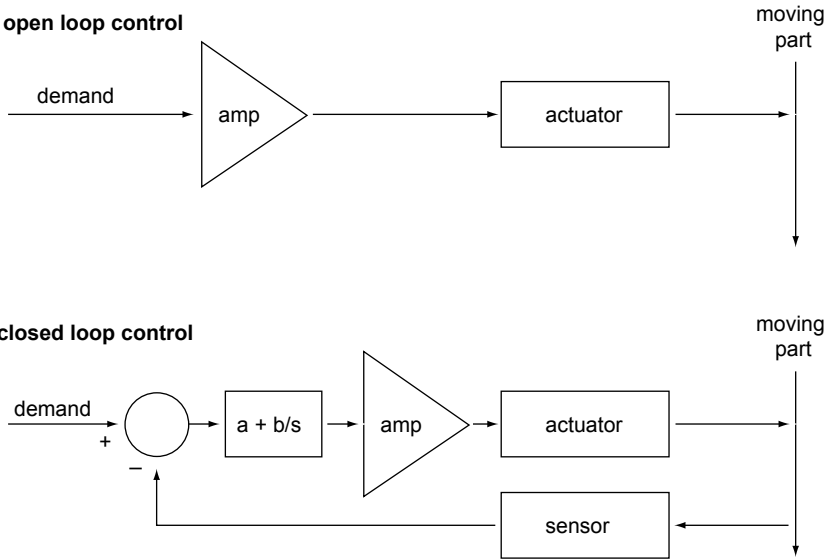 open loop control
moving
part
demand
amp
actuator
closed loop control
moving
part
demand
+
–
a + b/s
amp
actuator
sensor